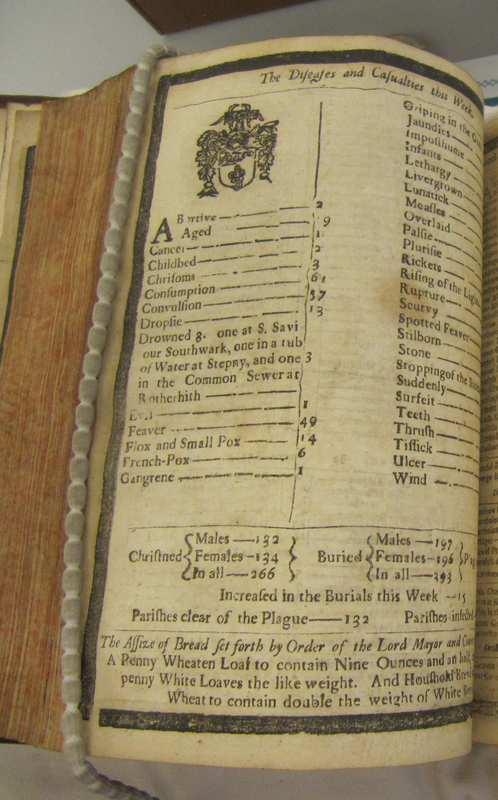 The Diseases and Casualties this Week.
ABortive — 2
Aged — 9
Cancer — 1
Childbed — 2
Chrisoms — 3
Consumption — 61
Convulsion — 57
Dropsie — 13
Drowned 3. one at S. Savi
our Southwark, one in a tub
of Water at Stepny, and one 3
in the Common Sewer at
Rotherhith
Evil — 1
Feaver — 49
Flox and Small Pox — 14
French-Pox — 6
Gangrene — 1
Griping in the
Jaundies
Imposthume
Infants
Lethargy
Livergrown
Lunatick
Measles
Overlaid
Palsie
Plurisie
Rickets
Rising of the Lights
Rupture
Scurvy
Spotted Feaver
Stilborn
Stone
Stopping of the
Suddenly
Surfeit
Teeth
Thrush
Tissick
Ulcer
Wind
Christned { Males — 132 Females — 134 In all — 266 } Buried { Males — 197 Females — 196 In all — 393 }
Increased in the Burials this Week — 15
Parishes clear of the Plague — 132 Parishes infected
The Assize of Bread set forth by Order of the Lord Mayor and
A Penny Wheaten Loaf to contain Nine Ounces and an half,
penny White Loaves the like weight. And Houshold Bread
Wheat to contain double the weight of White